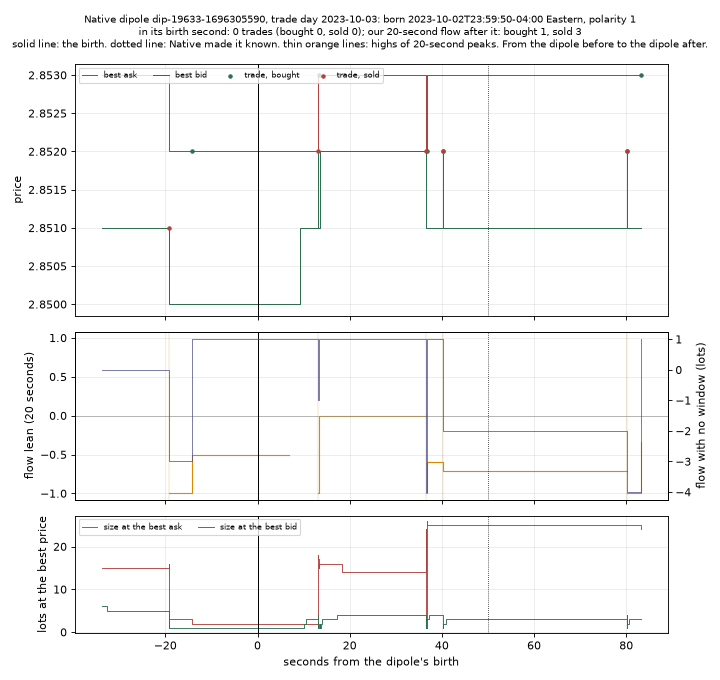 Native dipole dip-19633-1696305590, trade day 2023-10-03: born 2023-10-02T23:59:50-04:00 Eastern, polarity 1
in its birth second: 0 trades (bought 0, sold 0); our 20-second flow after it: bought 1, sold 3
solid line: the birth. dotted line: Native made it known. thin orange lines: highs of 20-second peaks. From the dipole before to the dipole after.
best ask best bid trade, bought trade, sold
2.8530
2.8525
2.8520
2.8515
2.8510
2.8505
2.8500
price
1.0
0.5
0.0
−0.5
−1.0
flow lean (20 seconds)
1
0
−1
−2
−3
−4
flow with no window (lots)
size at the best ask size at the best bid
20
10
0
lots at the best price
−20 0 20 40 60 80
seconds from the dipole's birth